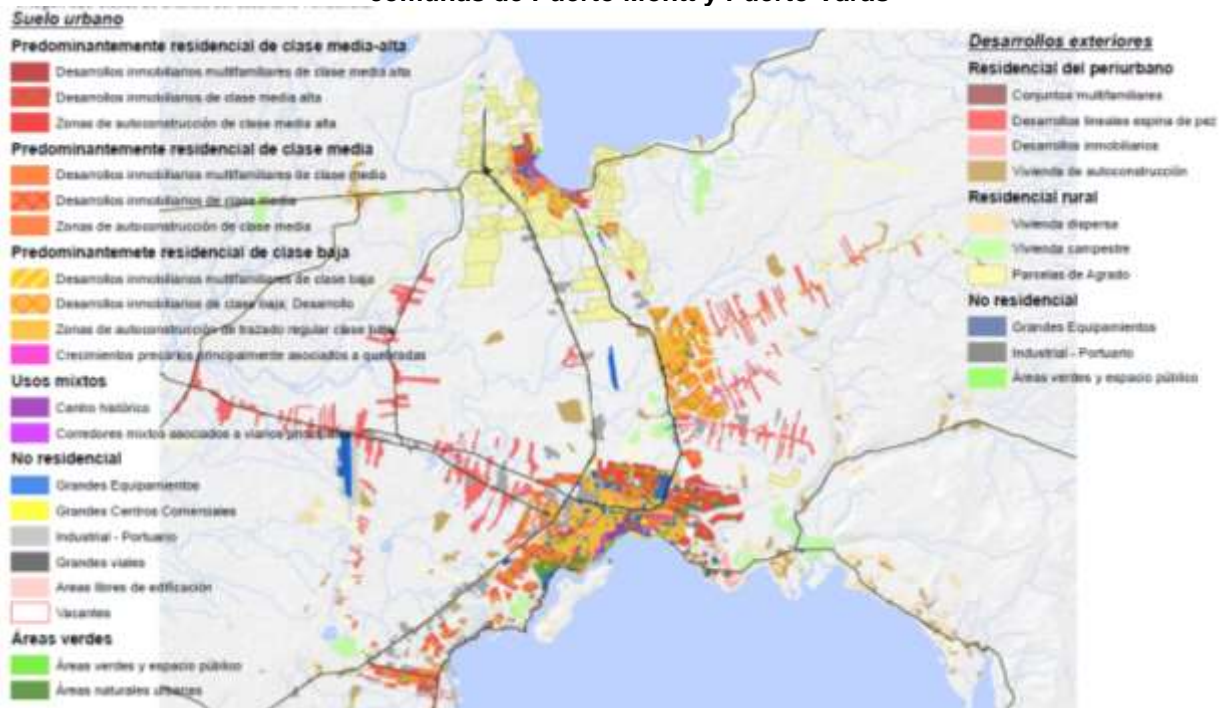 comunas de Puerto Montt y Puerto Varas
Suelo urbano
Predominantemente residencial de clase media-alta
Desarrollos inmobiliarios multifamiliares de clase media alta
Desarrollos inmobiliarios de clase media alta
Zonas de autoconstrucción de clase media alta
Predominantemente residencial de clase media
Desarrollos inmobiliarios multifamiliares de clase media
Desarrollos inmobiliarios de clase media
Zonas de autoconstrucción de clase media
Predominantemete residencial de clase baja
Desarrollos inmobiliarios multifamiliares de clase baja
Desarrollos inmobiliarios de clase baja; Desarrollo
Zonas de autoconstrucción de trazado regular clase baja
Crecimientos precarios principalmente asociados a quebradas
Usos mixtos
Centro histórico
Corredores mixtos asociados a viarios
No residencial
Grandes Equipamientos
Grandes Centros Comerciales
Industrial - Portuario
Grandes viales
Areas libres de edificación
Vacantes
Áreas verdes
Áreas verdes y espacio público
Áreas naturales urbanas
Desarrollos exteriores
Residencial del periurbano
Conjuntos multifamiliares
Desarrollos lineales espina de pez
Desarrollos inmobiliarios
Vivienda de autoconstrucción
Residencial rural
Vivienda dispersa
Vivienda campestre
Parcelas de Agrado
No residencial
Grandes Equipamientos
Industrial - Portuario
Áreas verdes y espacio público